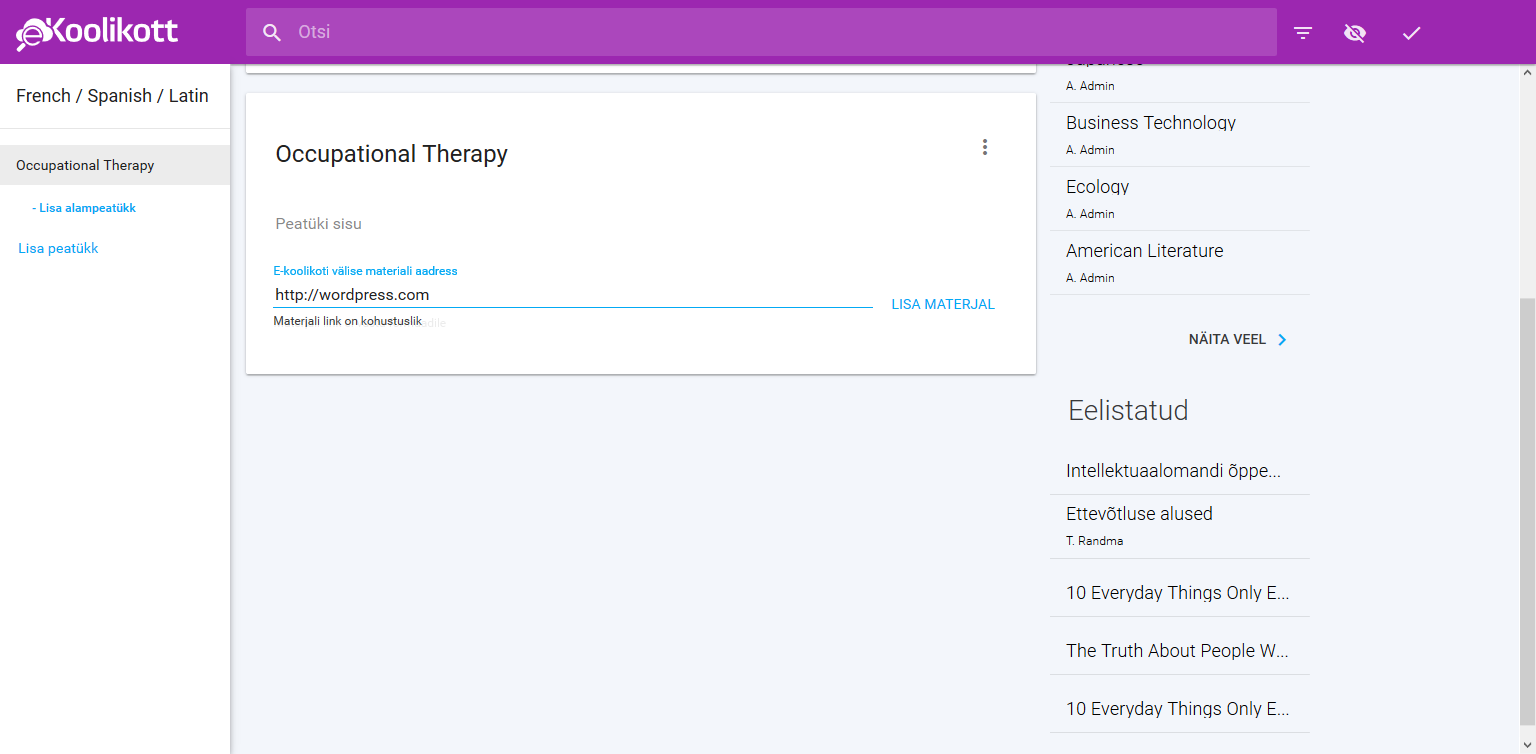 eKoolikott
Otsi
French / Spanish / Latin
Occupational Therapy
- Lisa alampeatükk
Lisa peatükk
Occupational Therapy
Peatüki sisu
E-koolikoti välise materiali aadress
http://wordpress.com
LISA MATERJAL
Materjali link on kohustuslik
Japanese
A. Admin
Business Technology
A. Admin
Ecology
A. Admin
American Literature
A. Admin
NÄITA VEEL
Eelistatud
Intellektuaalomandi õppe...
Ettevõtluse alused
T. Randma
10 Everyday Things Only E...
The Truth About People W...
10 Everyday Things Only E...